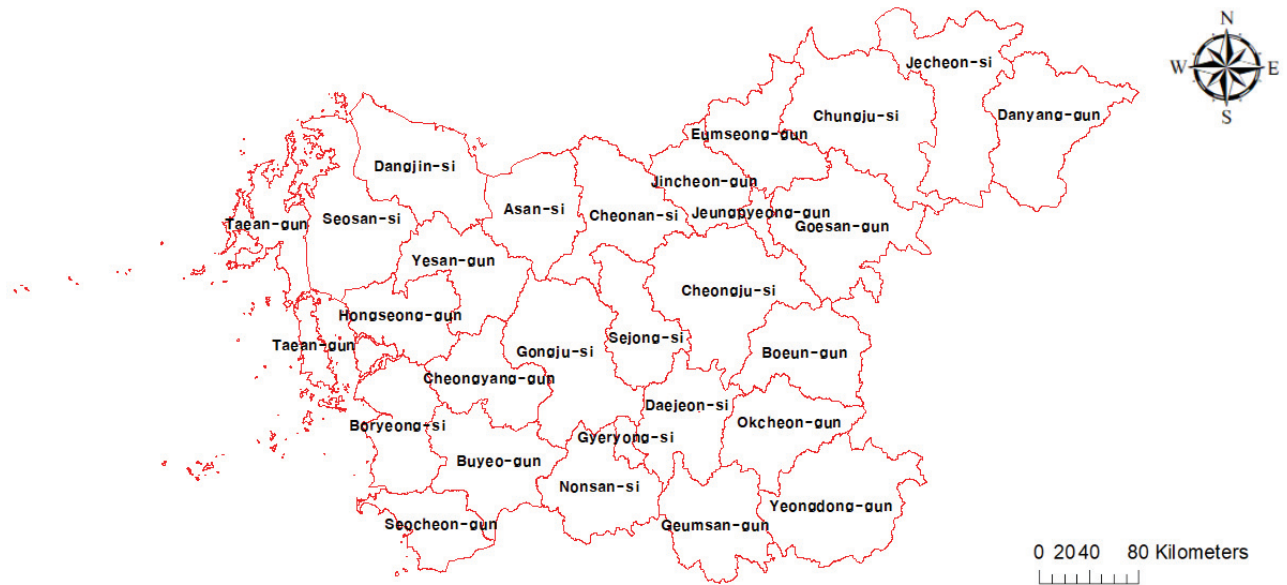 N
Jecheon-si
W
E
S
Chungju-si
Danyang-gun
Eumseong-gun
Dangjin-si
Jincheon-gun
Asan-si
Cheonan-si
Jeungpyeong-gun
Taean-gun
Seosan-si
Goesan-gun
Yesan-gun
Cheongju-si
Hongseong-gun
Sejong-si
Taean-gun
Gongju-si
Boeun-gun
Cheongyang-gun
Daejeon-si
Okcheon-gun
Boryeong-si
Gyeryong-si
Buyeo-gun
Nonsan-si
Yeongdong-gun
Seocheon-gun
Geumsan-gun
0 2040 80 Kilometers